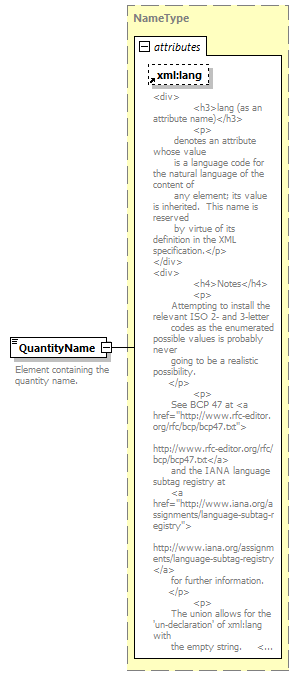 NameType
attributes
xml:lang
<div>
<h3>lang (as an
attribute name)</h3>
<p>
denotes an attribute
whose value
is a language code for
the natural language of the
content of
any element; its value
is inherited.  This name is
reserved
by virtue of its
definition in the XML
specification.</p>
</div>
<div>
<h4>Notes</h4>
<p>
Attempting to install the
relevant ISO 2- and 3-letter
codes as the enumerated
possible values is probably
never
going to be a realistic
possibility.
</p>
<p>
See BCP 47 at <a
href="http://www.rfc-editor.
org/rfc/bcp/bcp47.txt">
http://www.rfc-editor.org/rfc/
bcp/bcp47.txt</a>
and the IANA language
subtag registry at
<a
href="http://www.iana.org/a
ssignments/language-subtag-r
egistry">
http://www.iana.org/assignm
ents/language-subtag-registry
</a>
for further information.
</p>
<p>
The union allows for the
'un-declaration' of xml:lang
with
the empty string.     <...
QuantityName
Element containing the
quantity name.